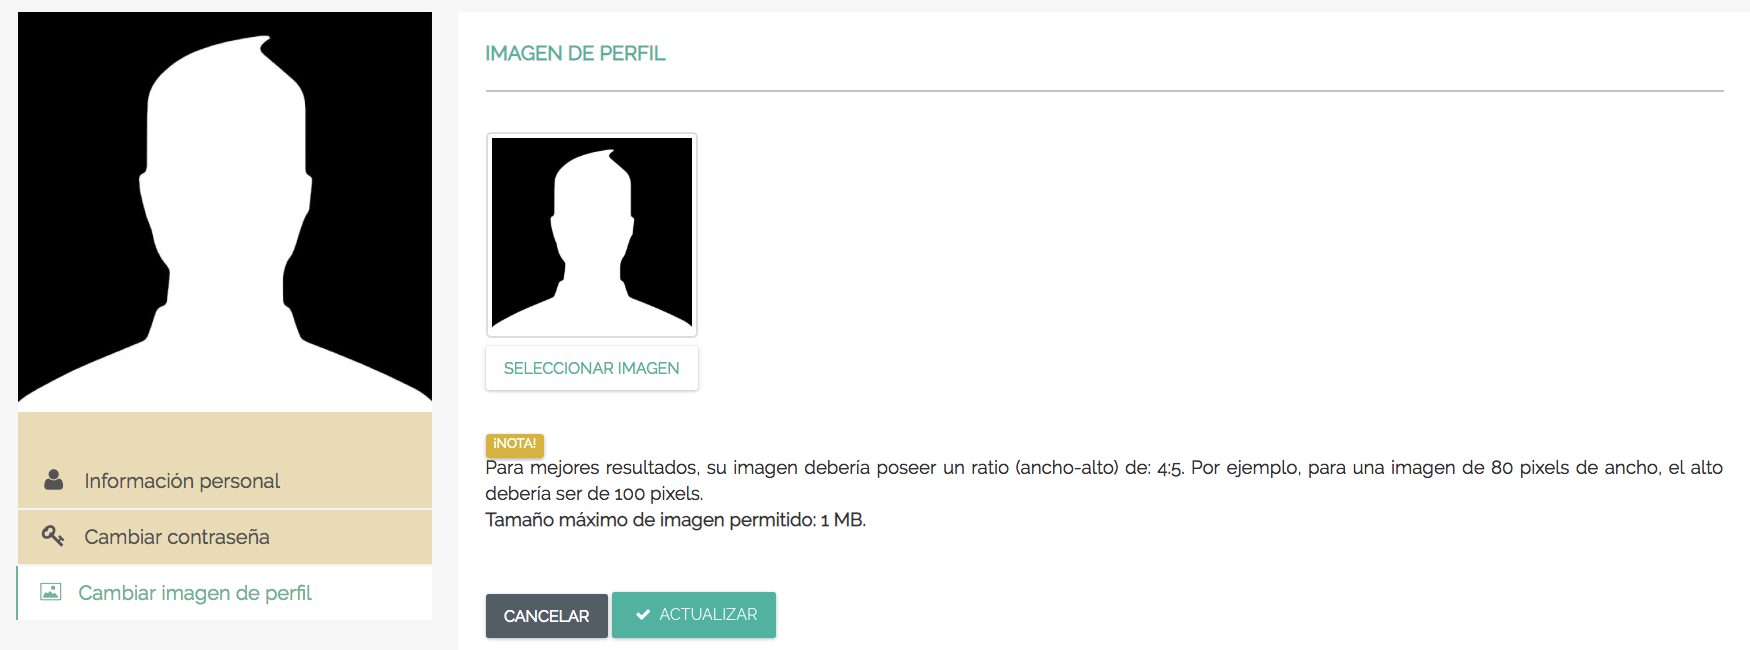 IMAGEN DE PERFIL
SELECCIONAR IMAGEN
¡NOTA!
Para mejores resultados, su imagen debería poseer un ratio (ancho-alto) de: 4:5. Por ejemplo, para una imagen de 80 pixels de ancho, el alto
debería ser de 100 pixels.
Tamaño máximo de imagen permitido: 1 MB.
CANCELAR
ACTUALIZAR
Información personal
Cambiar contraseña
Cambiar imagen de perfil